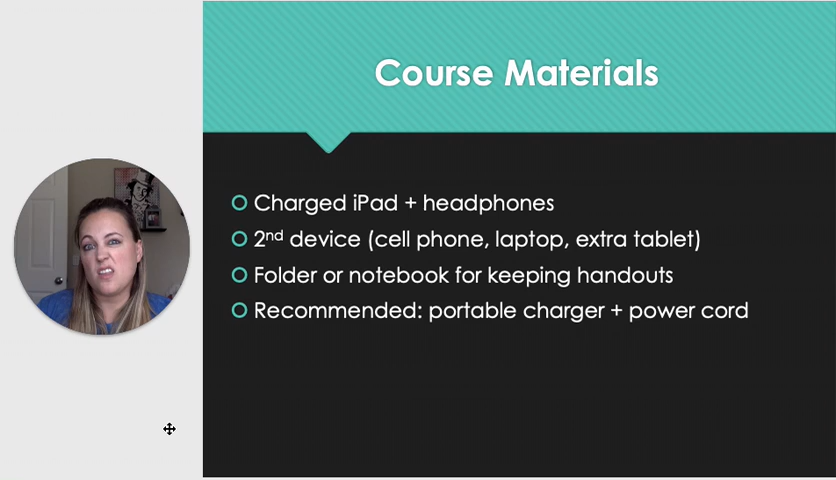 Course Materials
Charged iPad + headphones
2nd device (cell phone, laptop, extra tablet)
Folder or notebook for keeping handouts
Recommended: portable charger + power cord